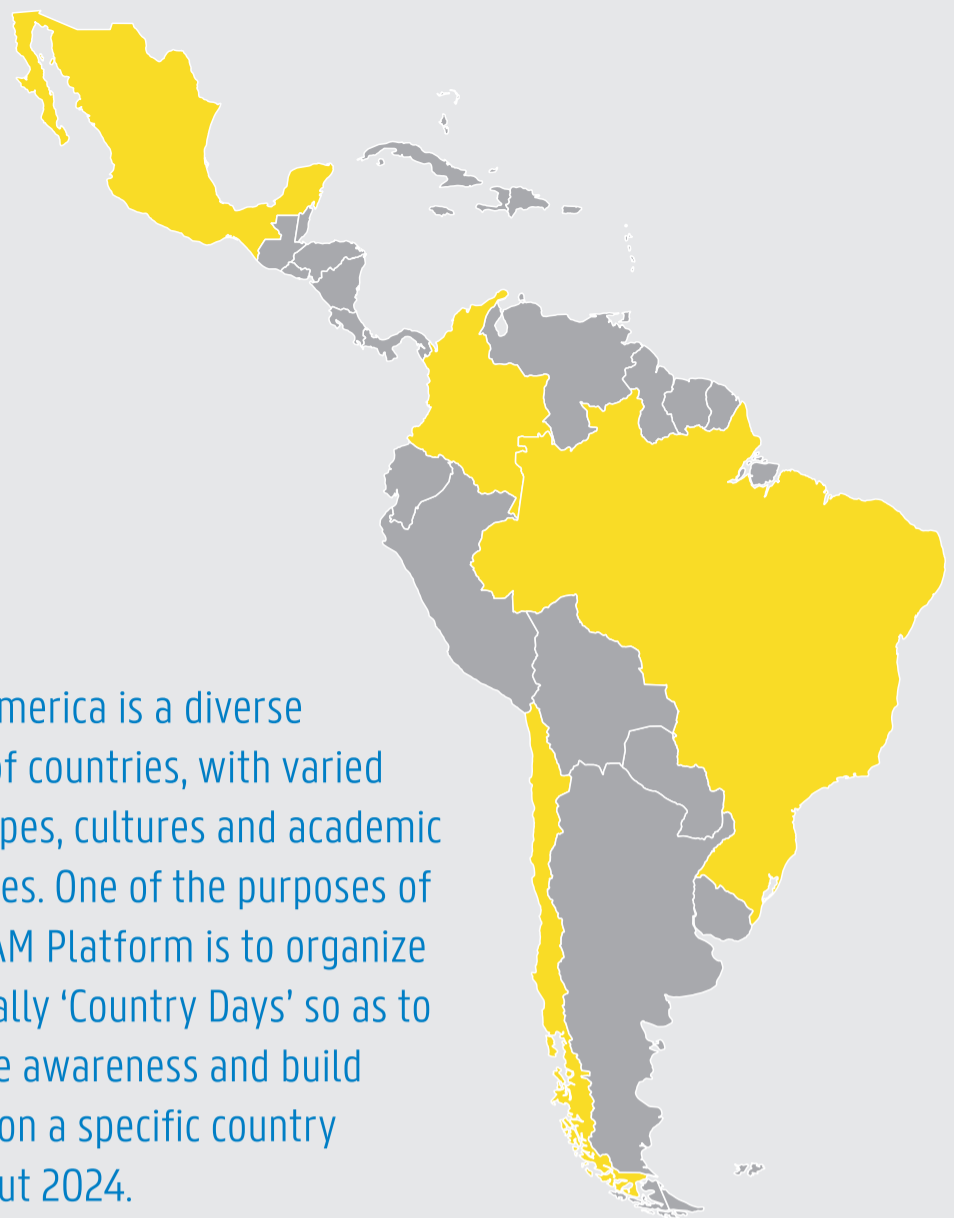 merica is a diverse
of countries, with varied
pes, cultures and academic
es. One of the purposes of
AM Platform is to organize
ally ‘Country Days’ so as to
e awareness and build
on a specific country
ut 2024.